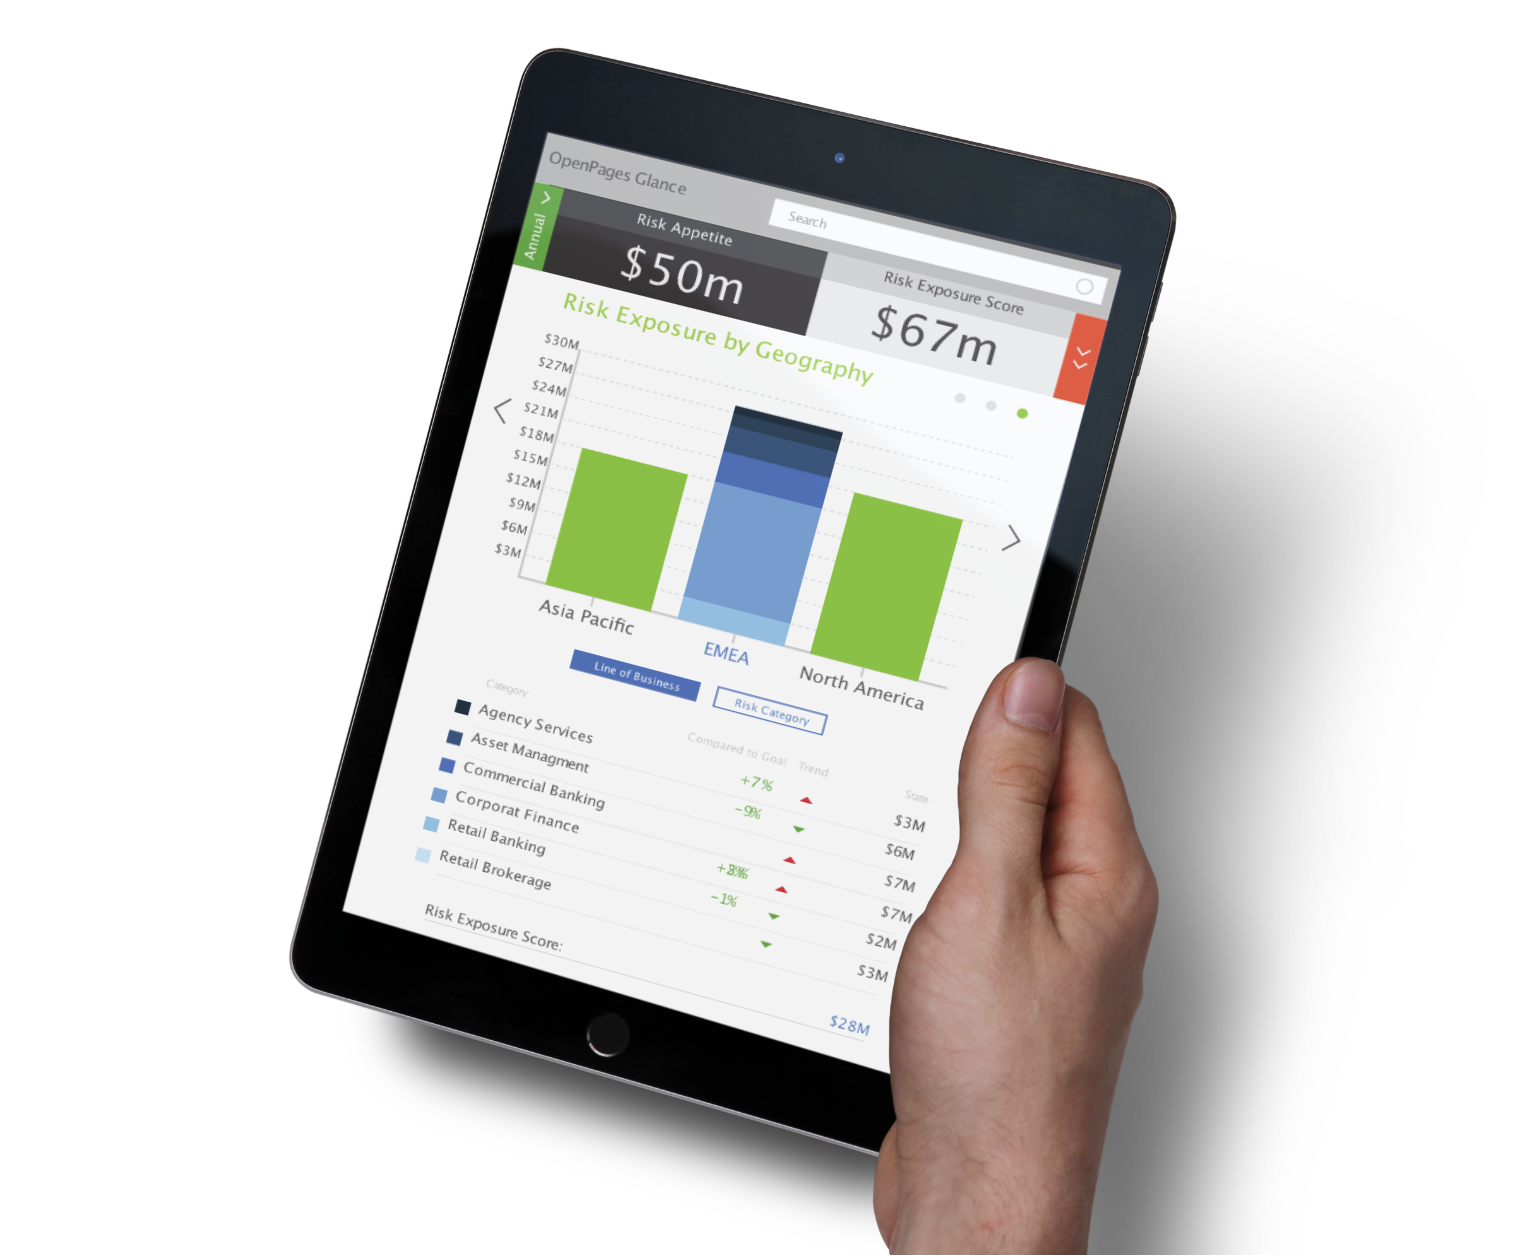 OpenPages Glance
Search
Annual
Risk Appetite
$50m
Risk Exposure Score
$67m
Risk Exposure by Geography
$30M
$27M
$24M
$21M
$18M
$15M
$12M
$9M
$6M
$3M
Asia Pacific
EMEA
North America
Line of Business
Risk Category
Category
Compared to Goal
Trend
State
Agency Services
+7%
$3M
Asset Managment
-9%
$6M
Commercial Banking
$7M
Corporat Finance
$7M
Retail Banking
-1%
$2M
Retail Brokerage
$3M
Risk Exposure Score:
$28M